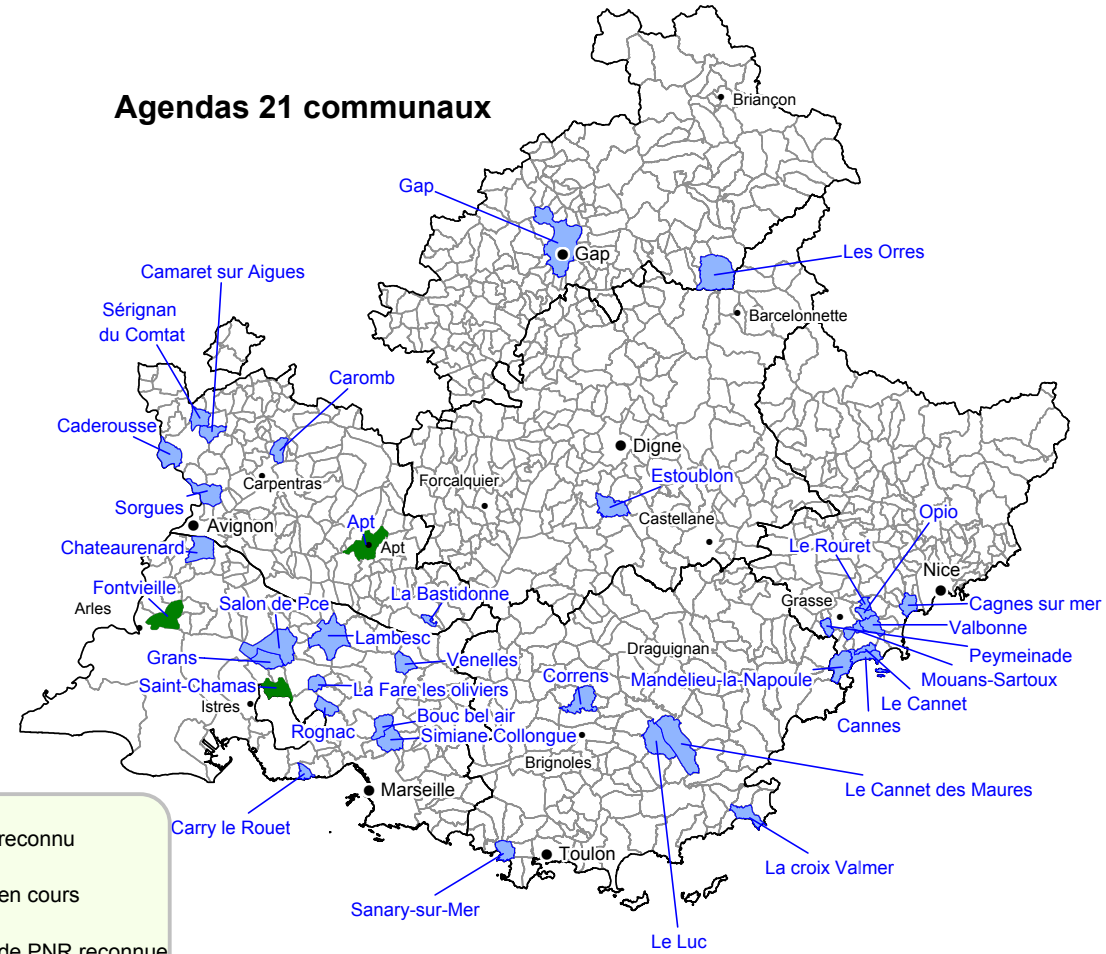 Agendas 21 communaux
Briançon
Gap
Gap
Les Orres
Camaret sur Aigues
Sérignan
du Comtat
Barcelonnette
Caromb
Caderousse
Digne
Carpentras
Forcalquier
Estoublon
Sorgues
Avignon
Apt
Apt
Castellane
Opio
Chateaurenard
Le Rouret
Nice
Fontvieille
Arles
Salon de Pce
La Bastidonne
Grasse
Cagnes sur mer
Valbonne
Lambesc
Grans
Venelles
Draguignan
Peymeinade
Mandelieu-la-Napoule
Mouans-Sartoux
Saint-Chamas
La Fare les oliviers
Correns
Le Cannet
Istres
Bouc bel air
Cannes
Rognac
Simiane Collongue
Brignoles
Marseille
Le Cannet des Maures
Carry le Rouet
reconnu
Toulon
La croix Valmer
en cours
Sanary-sur-Mer
Le Luc
de PNR reconnue